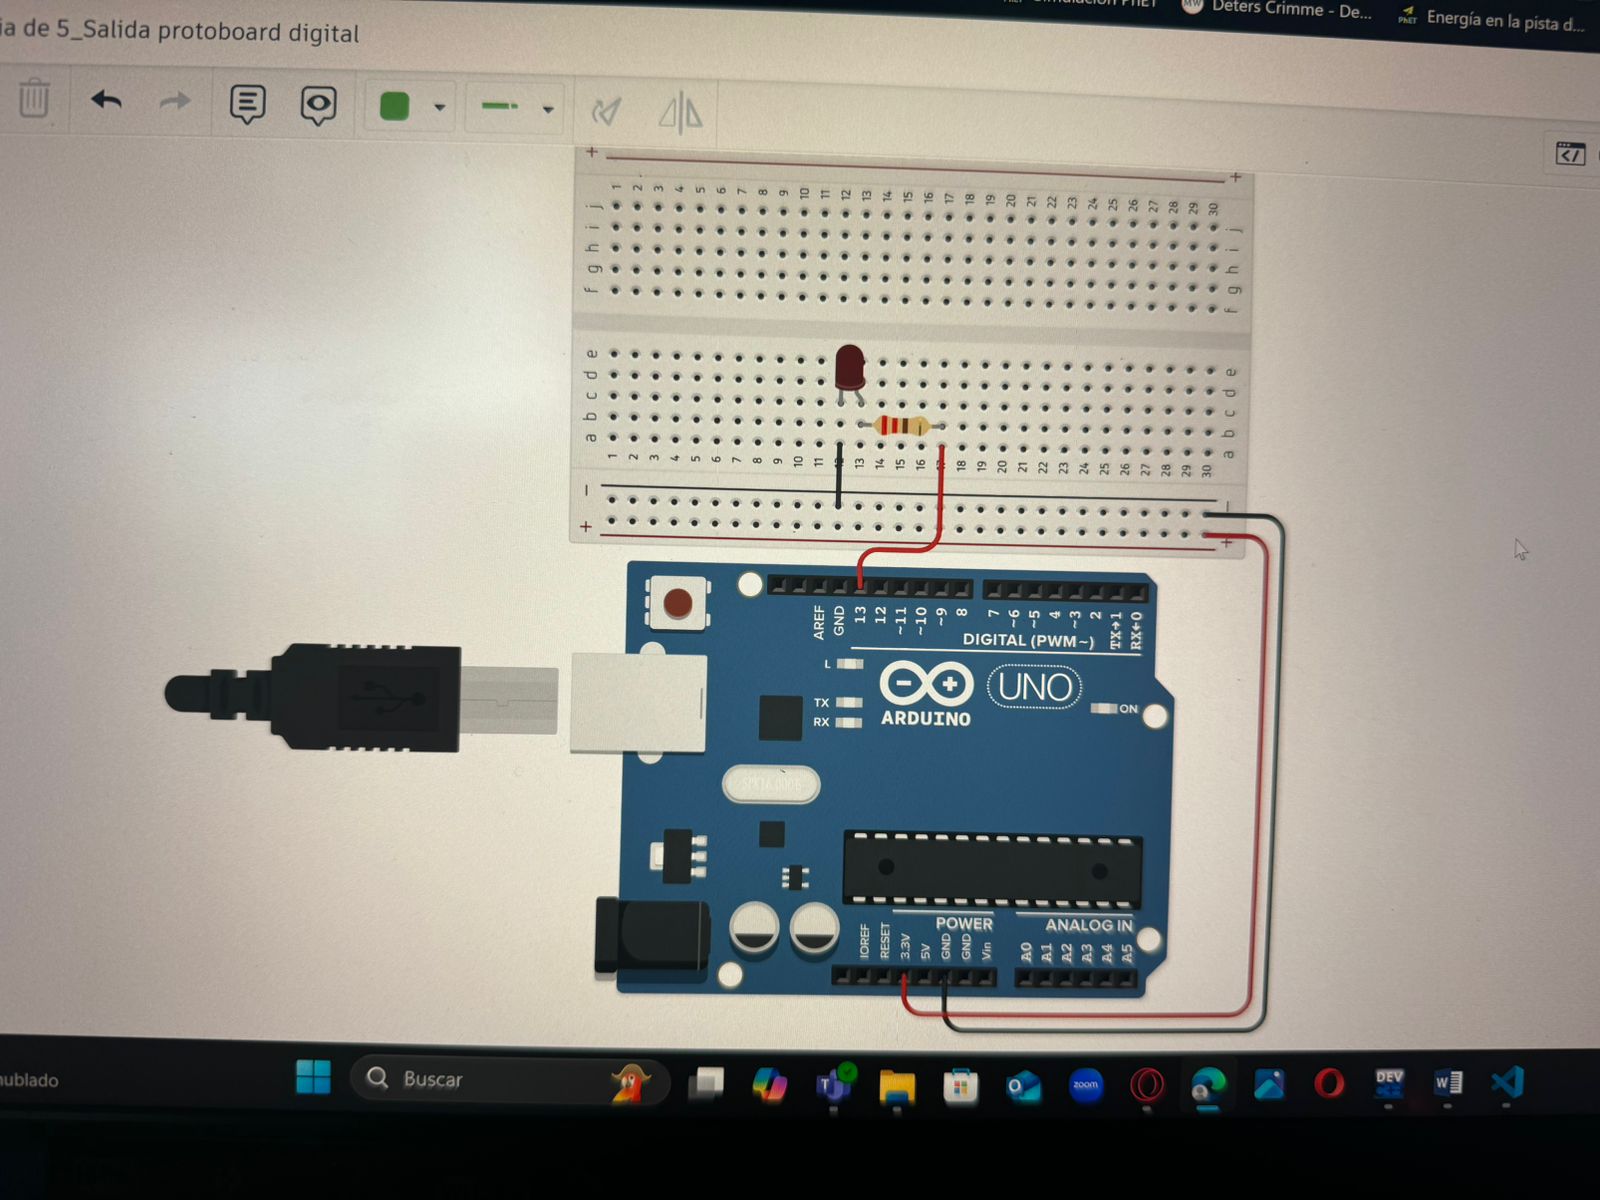 Simulación PhET
Deters Crimme - De...
PhET
Energía en la pista d...
ia de 5_Salida protoboard digital
+ +
1 2 3 4 5 6 7 8 9 10 11 12 13 14 15 16 17 18 19 20 21 22 23 24 25 26 27 28 29 30
j j
i i
h h
g g
f f
e e
d d
c c
b b
a a
1 2 3 4 5 6 7 8 9 10 11 12 13 14 15 16 17 18 19 20 21 22 23 24 25 26 27 28 29 30
- -
+ +
AREF GND 13 12 ~11 ~10 ~9 8 7 ~6 ~5 4 ~3 2 TX→1 RX←0
DIGITAL (PWM~)
L
TX
RX
UNO
ARDUINO
ON
POWER ANALOG IN
IOREF RESET 3.3V 5V GND GND Vin A0 A1 A2 A3 A4 A5
nublado
Buscar
zoom
DEV